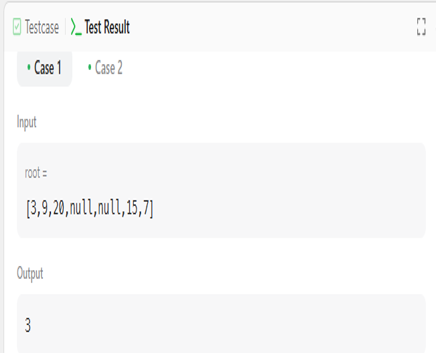 Testcase Test Result
Case 1 Case 2
Input
root =
[3,9,20,null,null,15,7]
Output
3